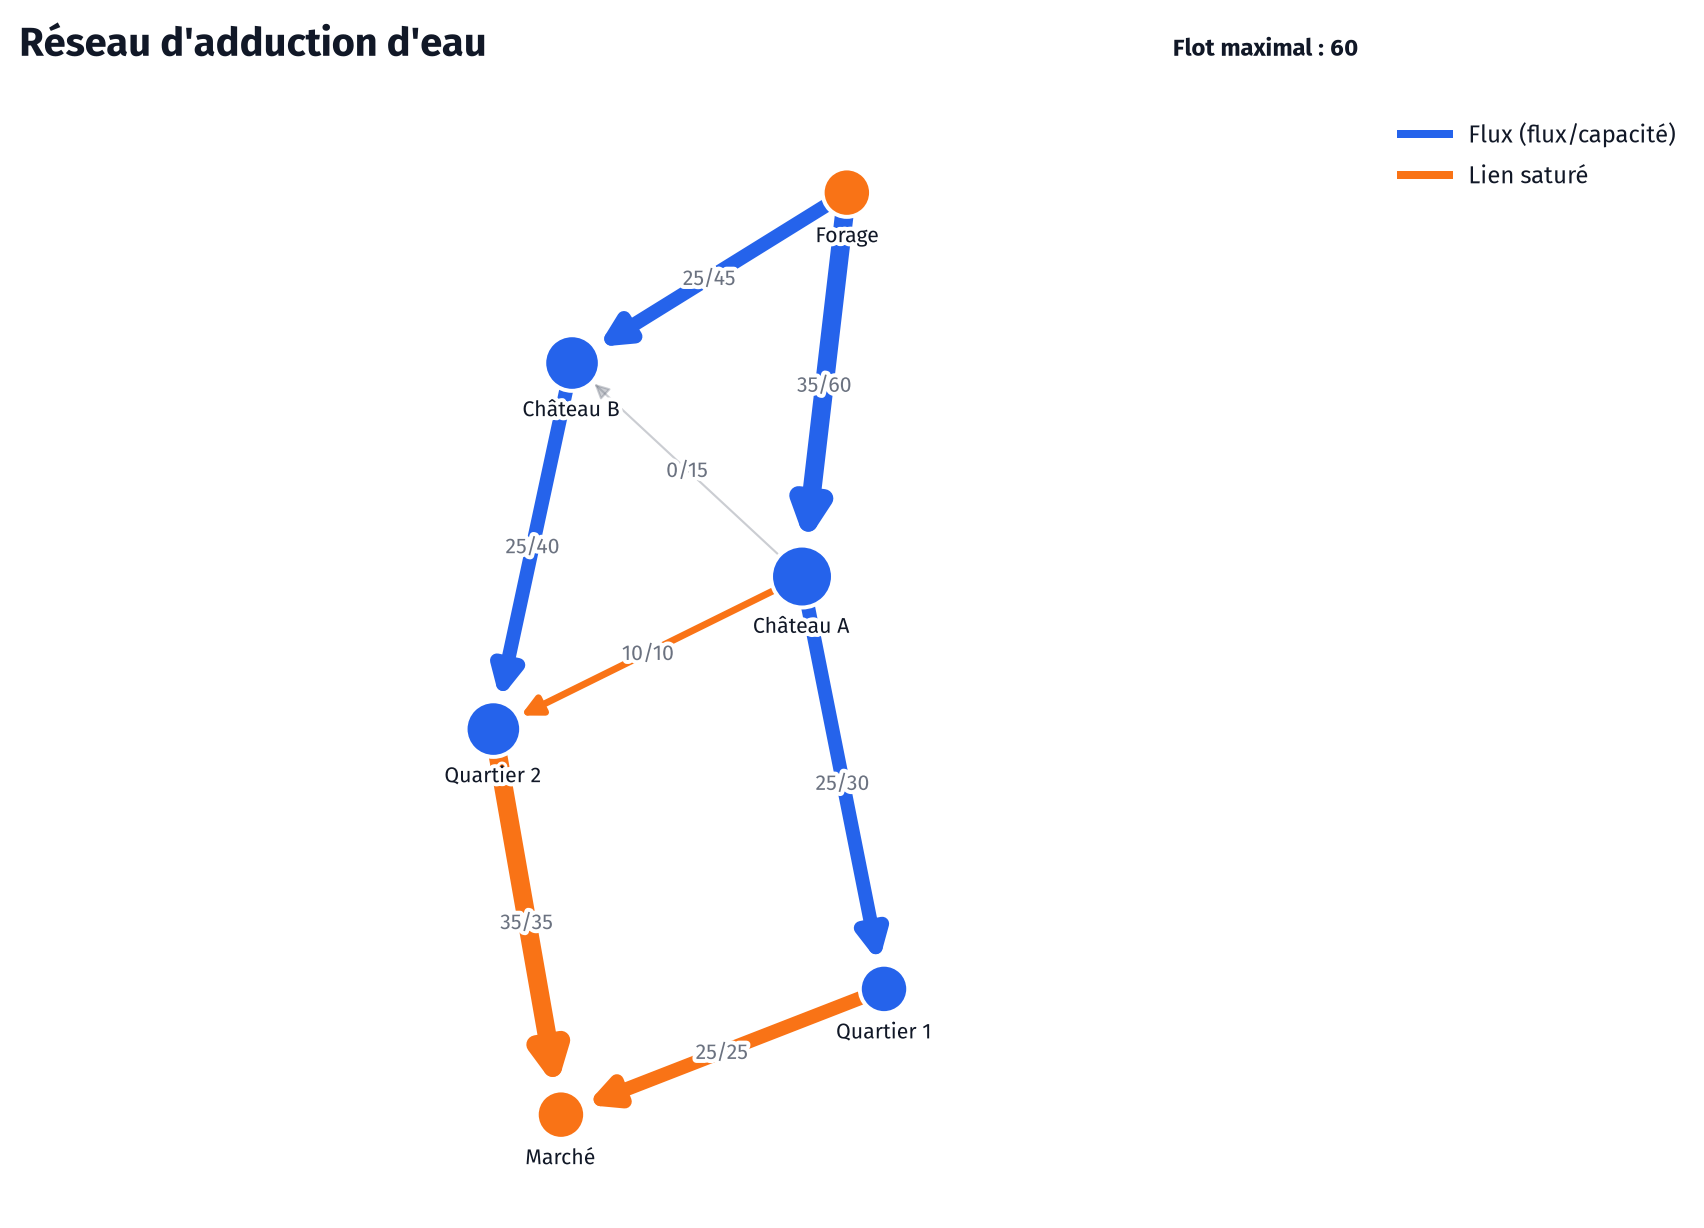 Réseau d'adduction d'eau
Flot maximal : 60
Flux (flux/capacité)
Lien saturé
Forage
25/45
35/60
Château B
0/15
25/40
Château A
10/10
Quartier 2
25/30
35/35
Quartier 1
25/25
Marché